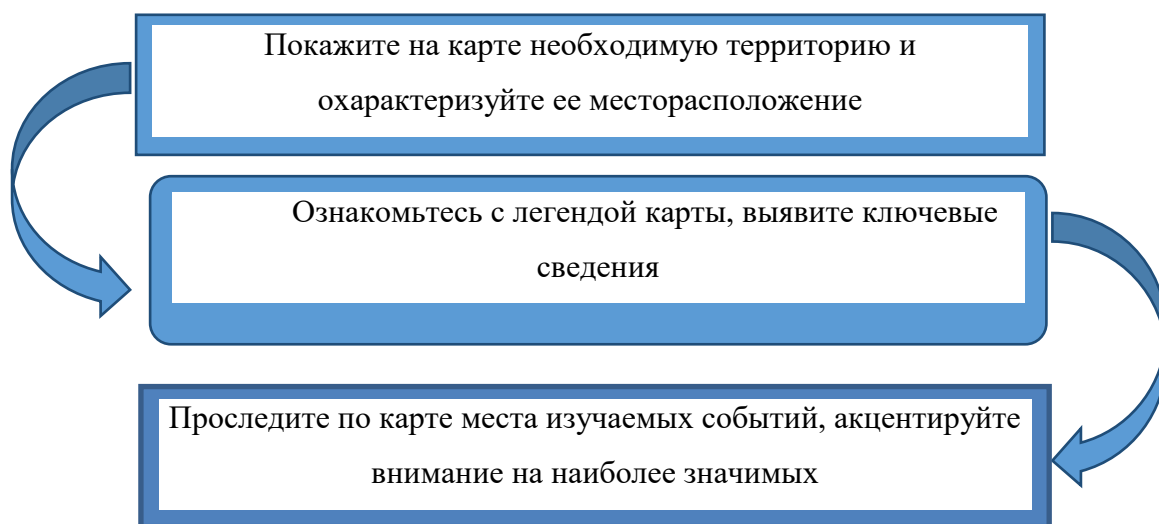 Покажите на карте необходимую территорию и
охарактеризуйте ее месторасположение
Ознакомьтесь с легендой карты, выявите ключевые
сведения
Проследите по карте места изучаемых событий, акцентируйте
внимание на наиболее значимых